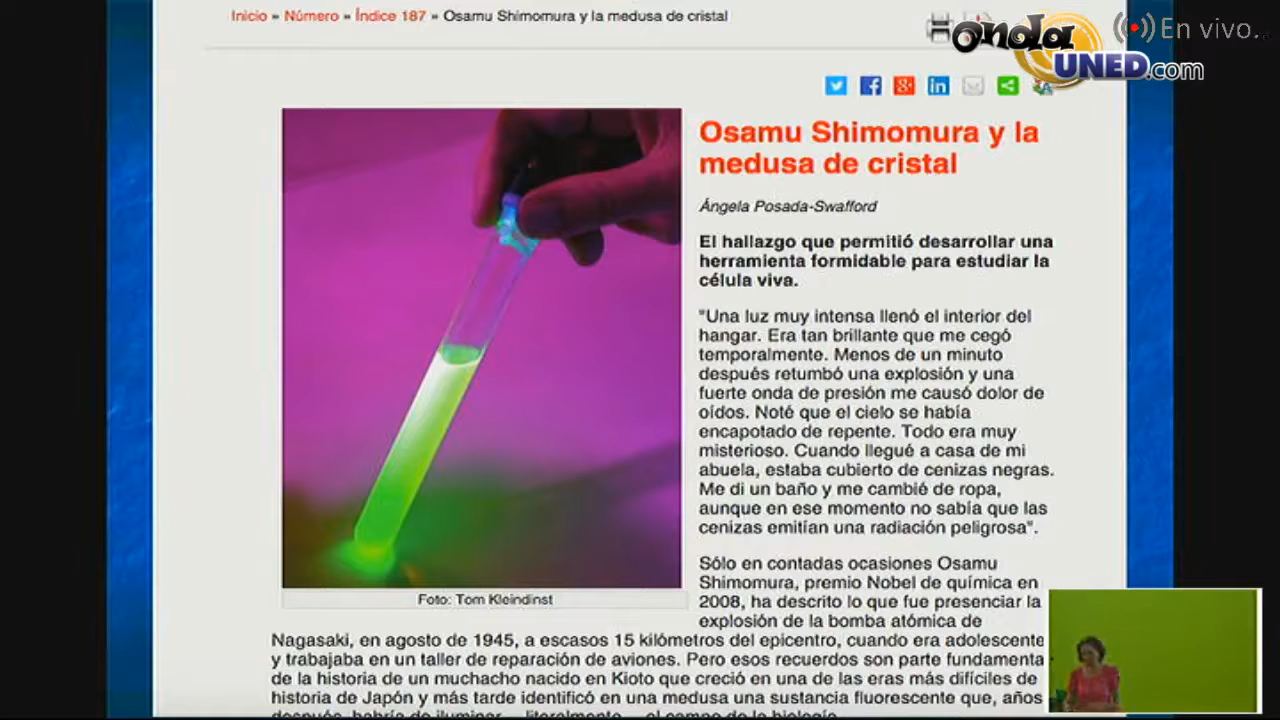 Inicio » Número » Índice 187 » Osamu Shimomura y la medusa de cristal
onda
UNED.com
En vivo...
Osamu Shimomura y la
medusa de cristal
Ángela Posada-Swafford
El hallazgo que permitió desarrollar una
herramienta formidable para estudiar la
célula viva.
"Una luz muy intensa llenó el interior del
hangar. Era tan brillante que me cegó
temporalmente. Menos de un minuto
después retumbó una explosión y una
fuerte onda de presión me causó dolor de
oídos. Noté que el cielo se había
encapotado de repente. Todo era muy
misterioso. Cuando llegué a casa de mi
abuela, estaba cubierto de cenizas negras.
Me di un baño y me cambié de ropa,
aunque en ese momento no sabía que las
cenizas emitían una radiación peligrosa".
Sólo en contadas ocasiones Osamu
Shimomura, premio Nobel de química en
2008, ha descrito lo que fue presenciar la
explosión de la bomba atómica de
Foto: Tom Kleindinst
Nagasaki, en agosto de 1945, a escasos 15 kilómetros del epicentro, cuando era adolescente
y trabajaba en un taller de reparación de aviones. Pero esos recuerdos son parte fundamenta
de la historia de un muchacho nacido en Kioto que creció en una de las eras más difíciles de
historia de Japón y más tarde identificó en una medusa una sustancia fluorescente que, años
después, habría de iluminar —literalmente— el campo de la biología